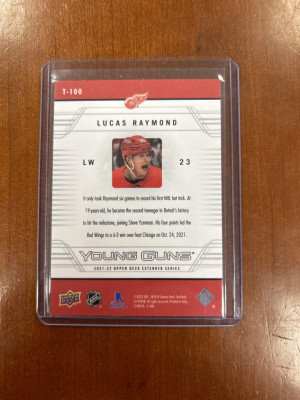 T-100
LUCAS RAYMOND
LW 23
It only took Raymond six games to record his first NHL hat trick. At
19-years-old, he became the second teenager in Detroit's history
to hit the milestone, joining Steve Yzerman. His four points led the
Red Wings to a 6-3 win over host Chicago on Oct. 24, 2021.
YOUNG GUNS
2021-22 UPPER DECK EXTENDED SERIES
UPPER DECK
NHL